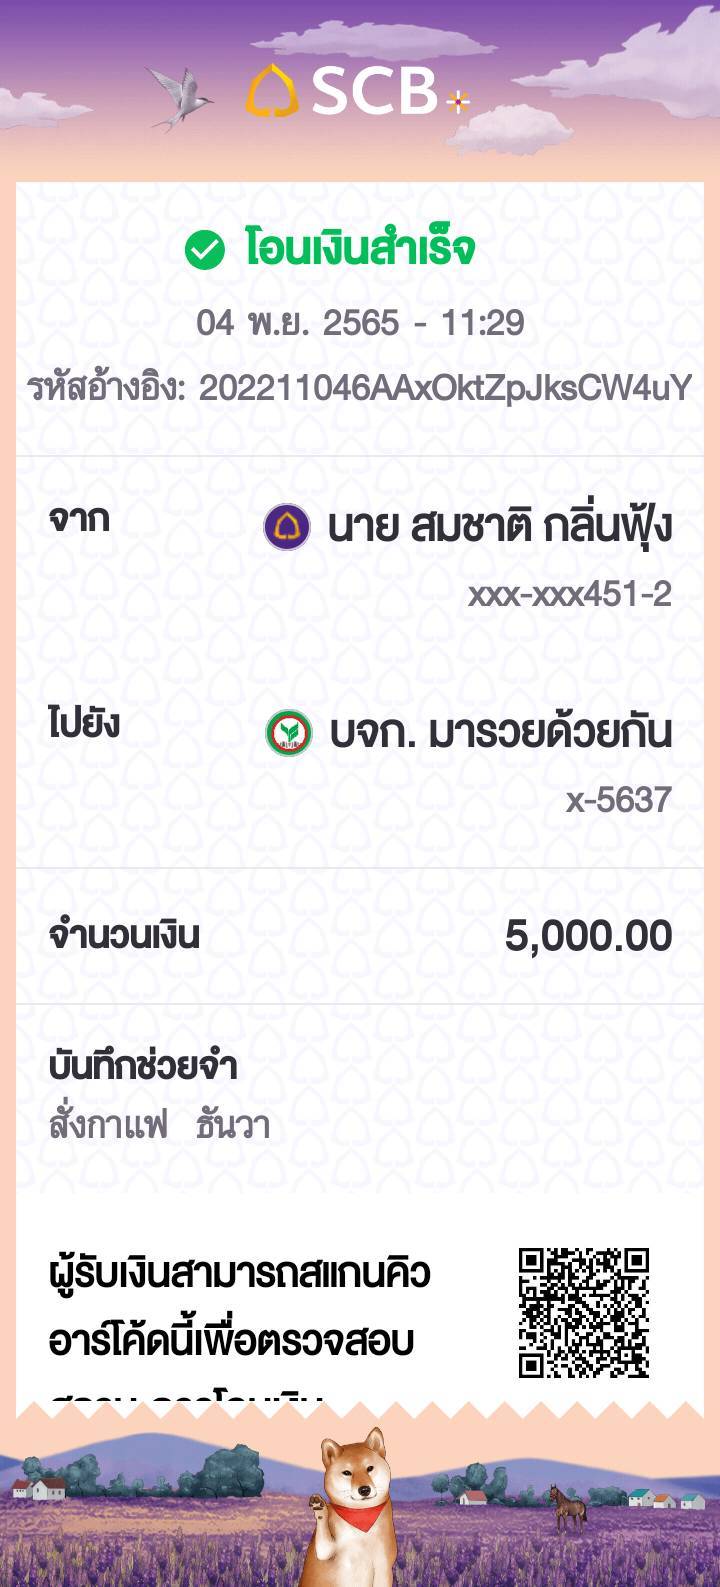 SCB
โอนเงินสำเร็จ
04 พ.ย. 2565 - 11:29
รหัสอ้างอิง: 202211046AAxOktZpJksCW4uY
จาก
นาย สมชาติ กลิ่นฟุ้ง
xxx-xxx451-2
ไปยัง
บจก. มารวยด้วยกัน
x-5637
จำนวนเงิน 5,000.00
บันทึกช่วยจำ
สั่งกาแฟ ธันวา
ผู้รับเงินสามารถสแกนคิว
อาร์โค้ดนี้เพื่อตรวจสอบ